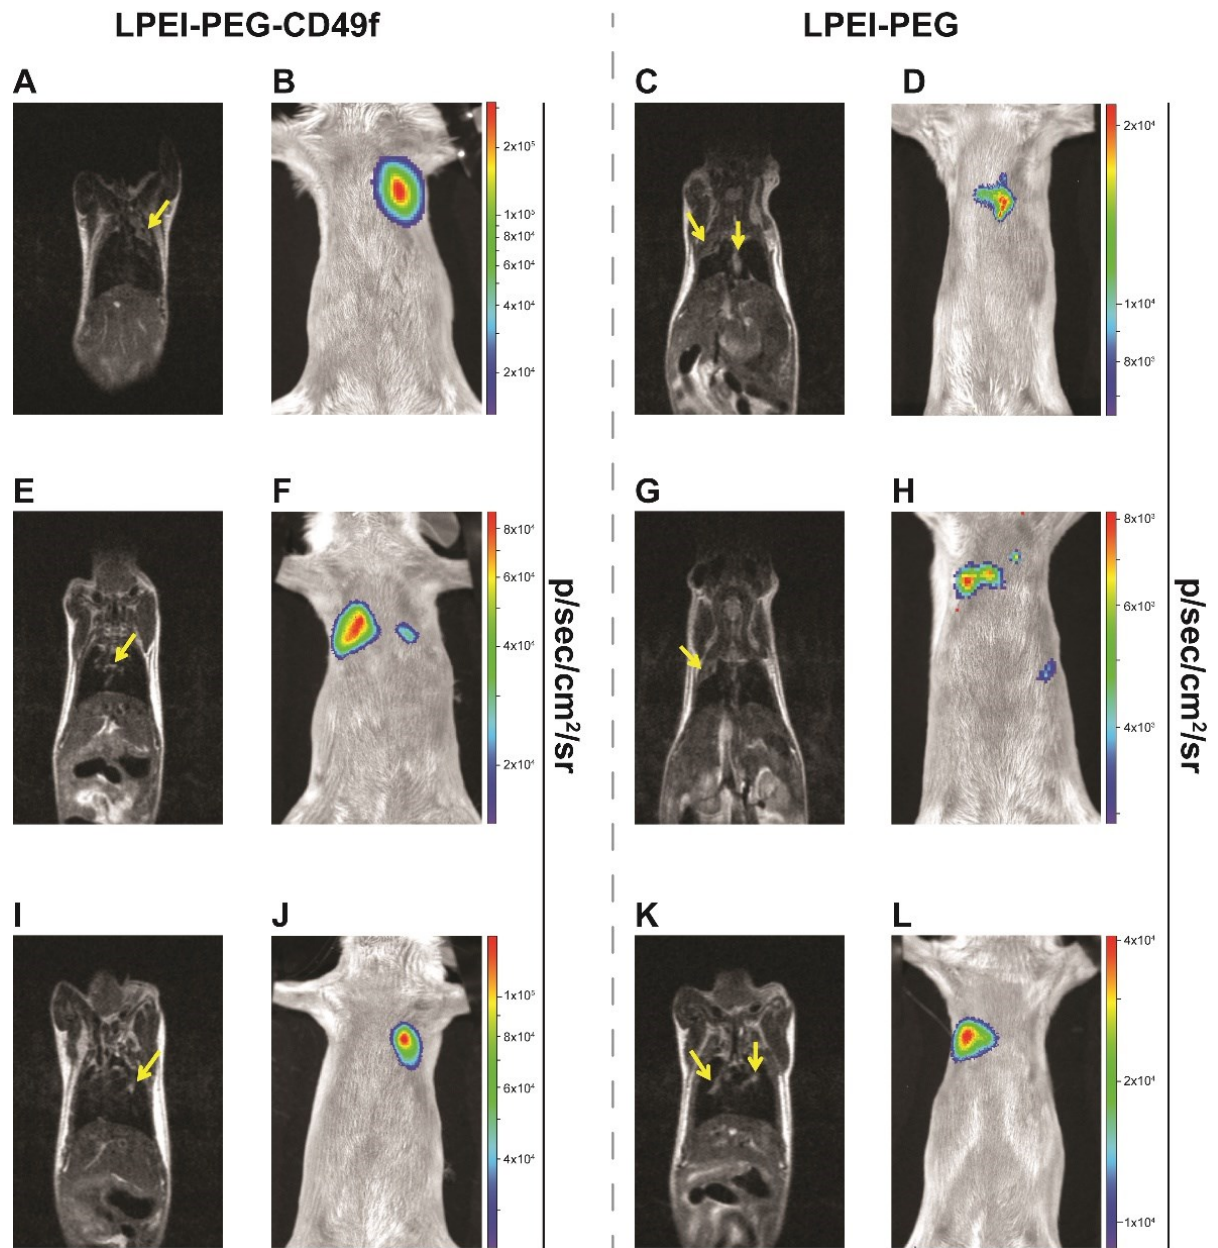 LPEI-PEG-CD49f
LPEI-PEG
A
B
2x10⁵
1x10⁵
8x10⁴
6x10⁴
4x10⁴
2x10⁴
C
D
2x10⁴
1x10⁴
8x10⁵
E
F
8x10⁴
6x10⁴
4x10⁴
2x10⁴
p/sec/cm²/sr
G
H
8x10³
6x10³
4x10³
p/sec/cm²/sr
I
J
1x10⁵
8x10⁴
6x10⁴
4x10⁴
K
L
4x10⁴
2x10⁴
1x10⁴